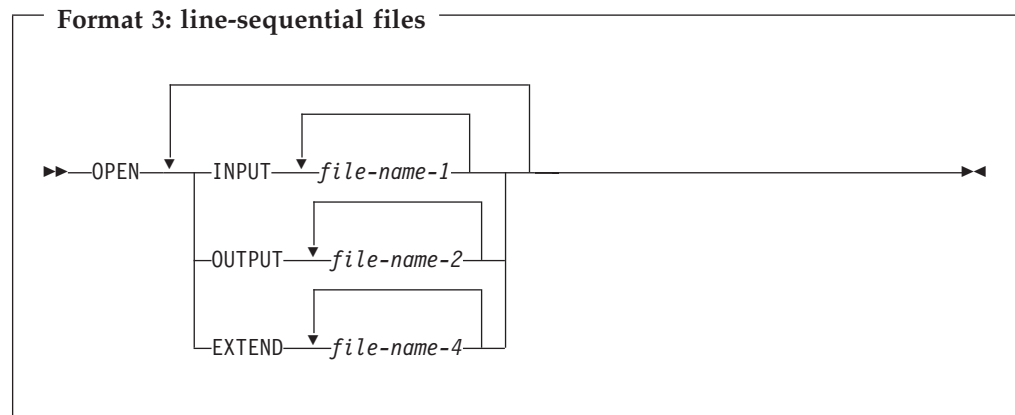 Format 3: line-sequential files
OPEN INPUT file-name-1
OUTPUT file-name-2
EXTEND file-name-4